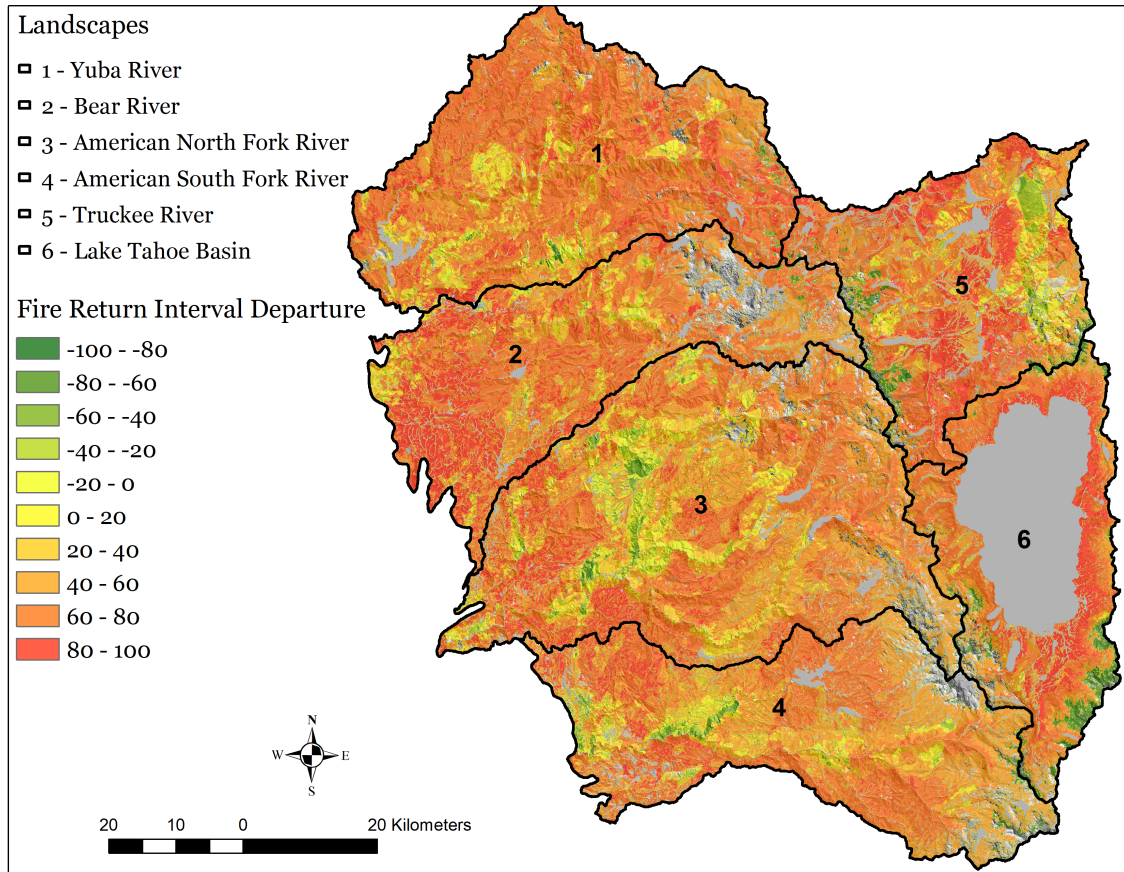 Landscapes
1 - Yuba River
2 - Bear River
3 - American North Fork River
4 - American South Fork River
5 - Truckee River
6 - Lake Tahoe Basin
Fire Return Interval Departure
-100 - -80
-80 - -60
-60 - -40
-40 - -20
-20 - 0
0 - 20
20 - 40
40 - 60
60 - 80
80 - 100
1
5
2
3
6
4
N
W E
S
20 10 0 20 Kilometers